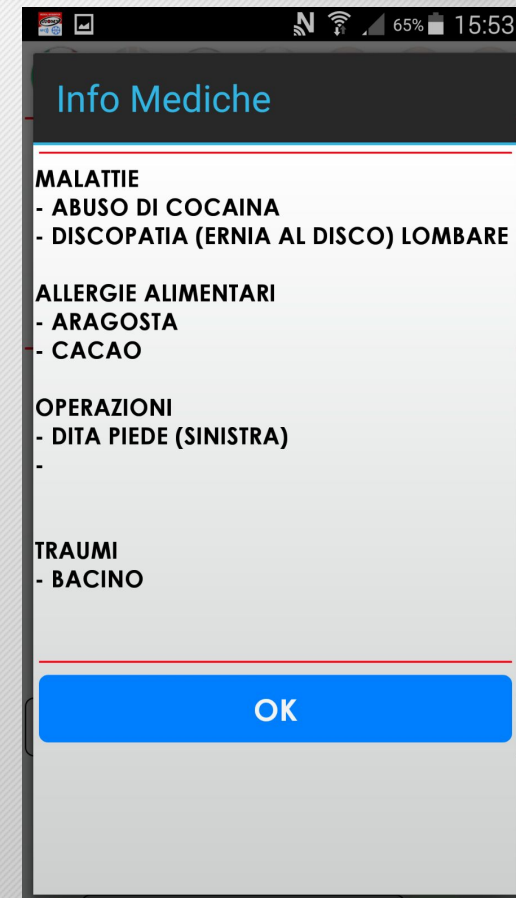 65% 15:53
Info Mediche
MALATTIE
- ABUSO DI COCAINA
- DISCOPATIA (ERNIA AL DISCO) LOMBARE
ALLERGIE ALIMENTARI
- ARAGOSTA
- CACAO
OPERAZIONI
- DITA PIEDE (SINISTRA)
-
TRAUMI
- BACINO
OK